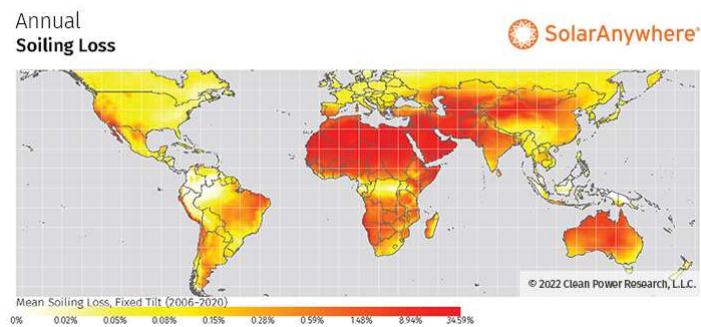 Annual
Soiling Loss
SolarAnywhere®
© 2022 Clean Power Research, L.L.C.
Mean Soiling Loss, Fixed Tilt (2006-2020)
0% 0.02% 0.05% 0.08% 0.15% 0.28% 0.59% 1.48% 8.94% 34.59%